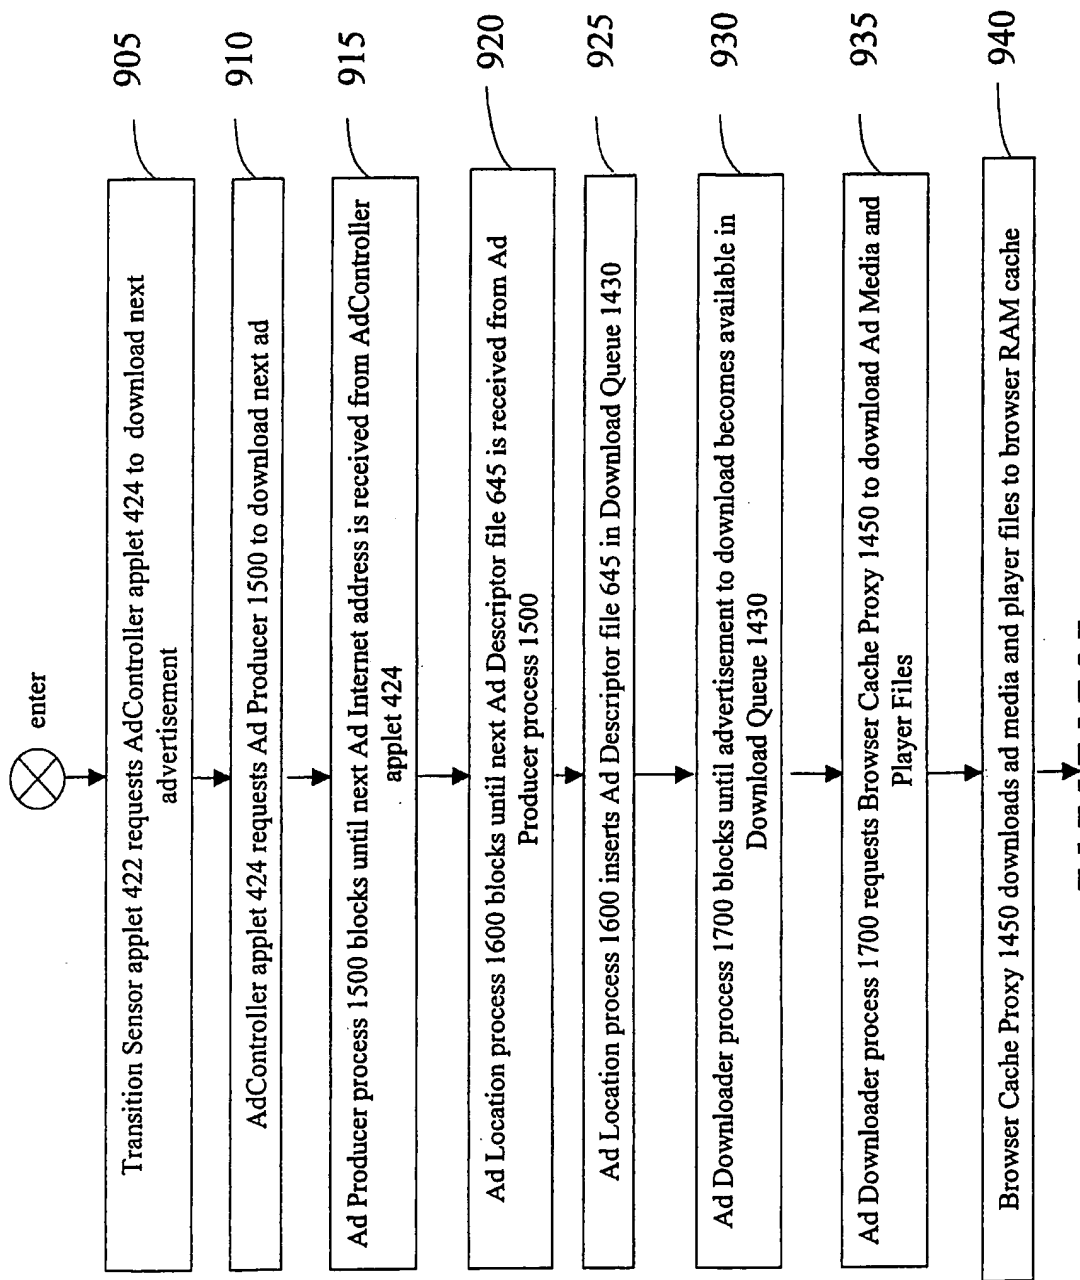 enter
Transition Sensor applet 422 requests AdController applet 424 to download next
advertisement
905
AdController applet 424 requests Ad Producer 1500 to download next ad
910
Ad Producer process 1500 blocks until next Ad Internet address is received from AdController
applet 424
915
Ad Location process 1600 blocks until next Ad Descriptor file 645 is received from Ad
Producer process 1500
920
Ad Location process 1600 inserts Ad Descriptor file 645 in Download Queue 1430
925
Ad Downloader process 1700 blocks until advertisement to download becomes available in
Download Queue 1430
930
Ad Downloader process 1700 requests Browser Cache Proxy 1450 to download Ad Media and
Player Files
935
Browser Cache Proxy 1450 downloads ad media and player files to browser RAM cache
940